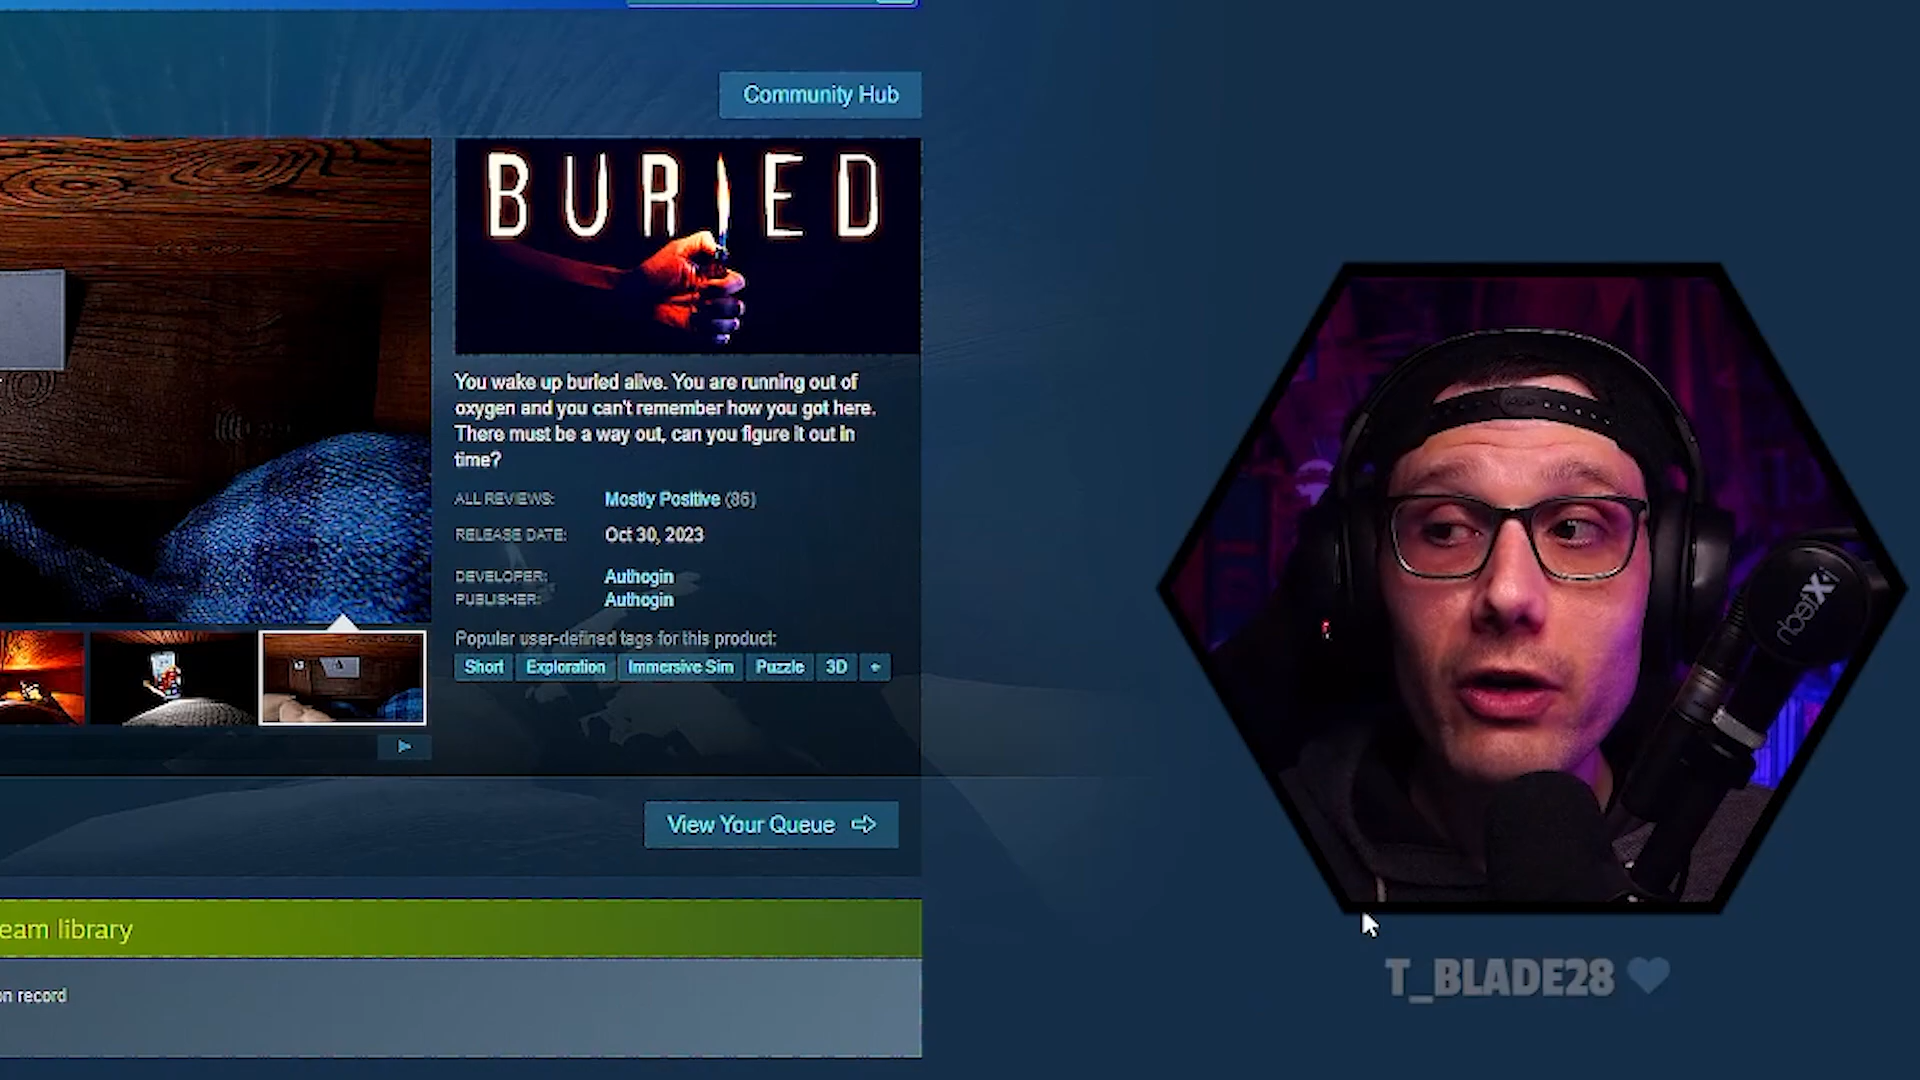 Community Hub
BURIED
You wake up buried alive. You are running out of
oxygen and you can't remember how you got here.
There must be a way out, can you figure it out in
time?
ALL REVIEWS: Mostly Positive (86)
RELEASE DATE: Oct 30, 2023
DEVELOPER: Authogin
PUBLISHER: Authogin
Popular user-defined tags for this product:
Short Exploration Immersive Sim Puzzle 3D +
View Your Queue
eam library
on record
T_BLADE28